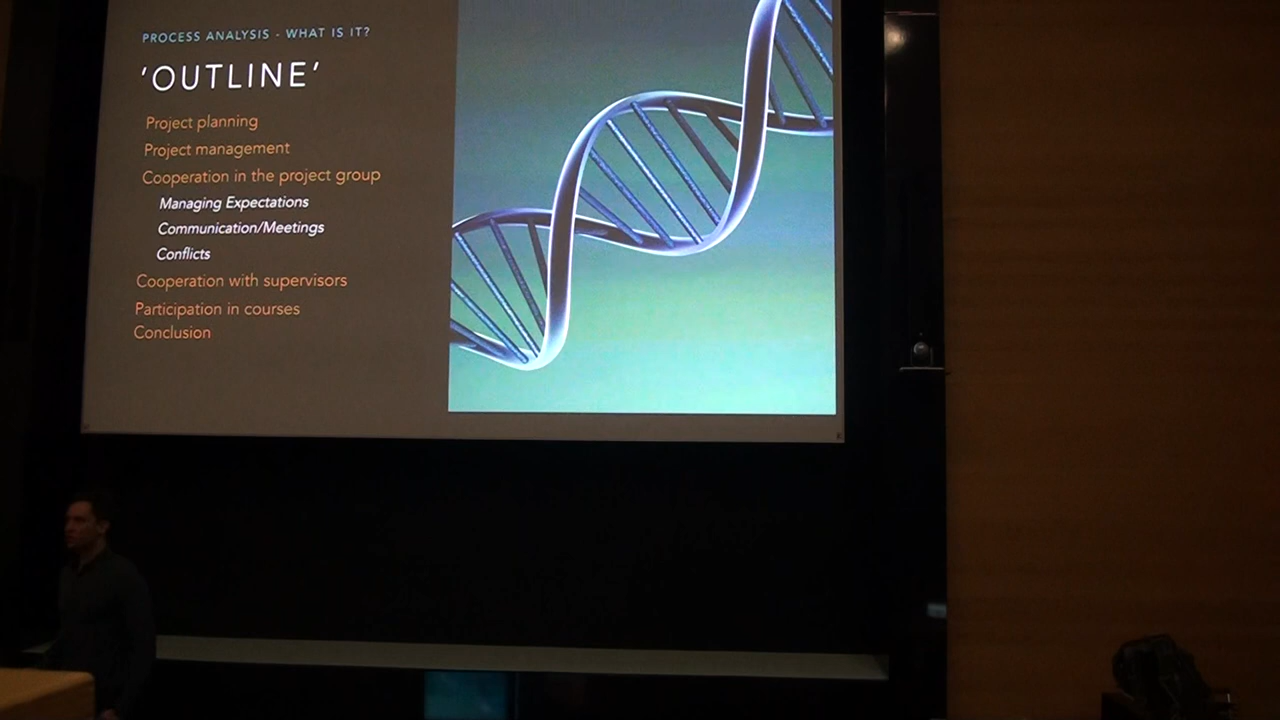 PROCESS ANALYSIS - WHAT IS IT?
'OUTLINE'
Project planning
Project management
Cooperation in the project group
Managing Expectations
Communication/Meetings
Conflicts
Cooperation with supervisors
Participation in courses
Conclusion